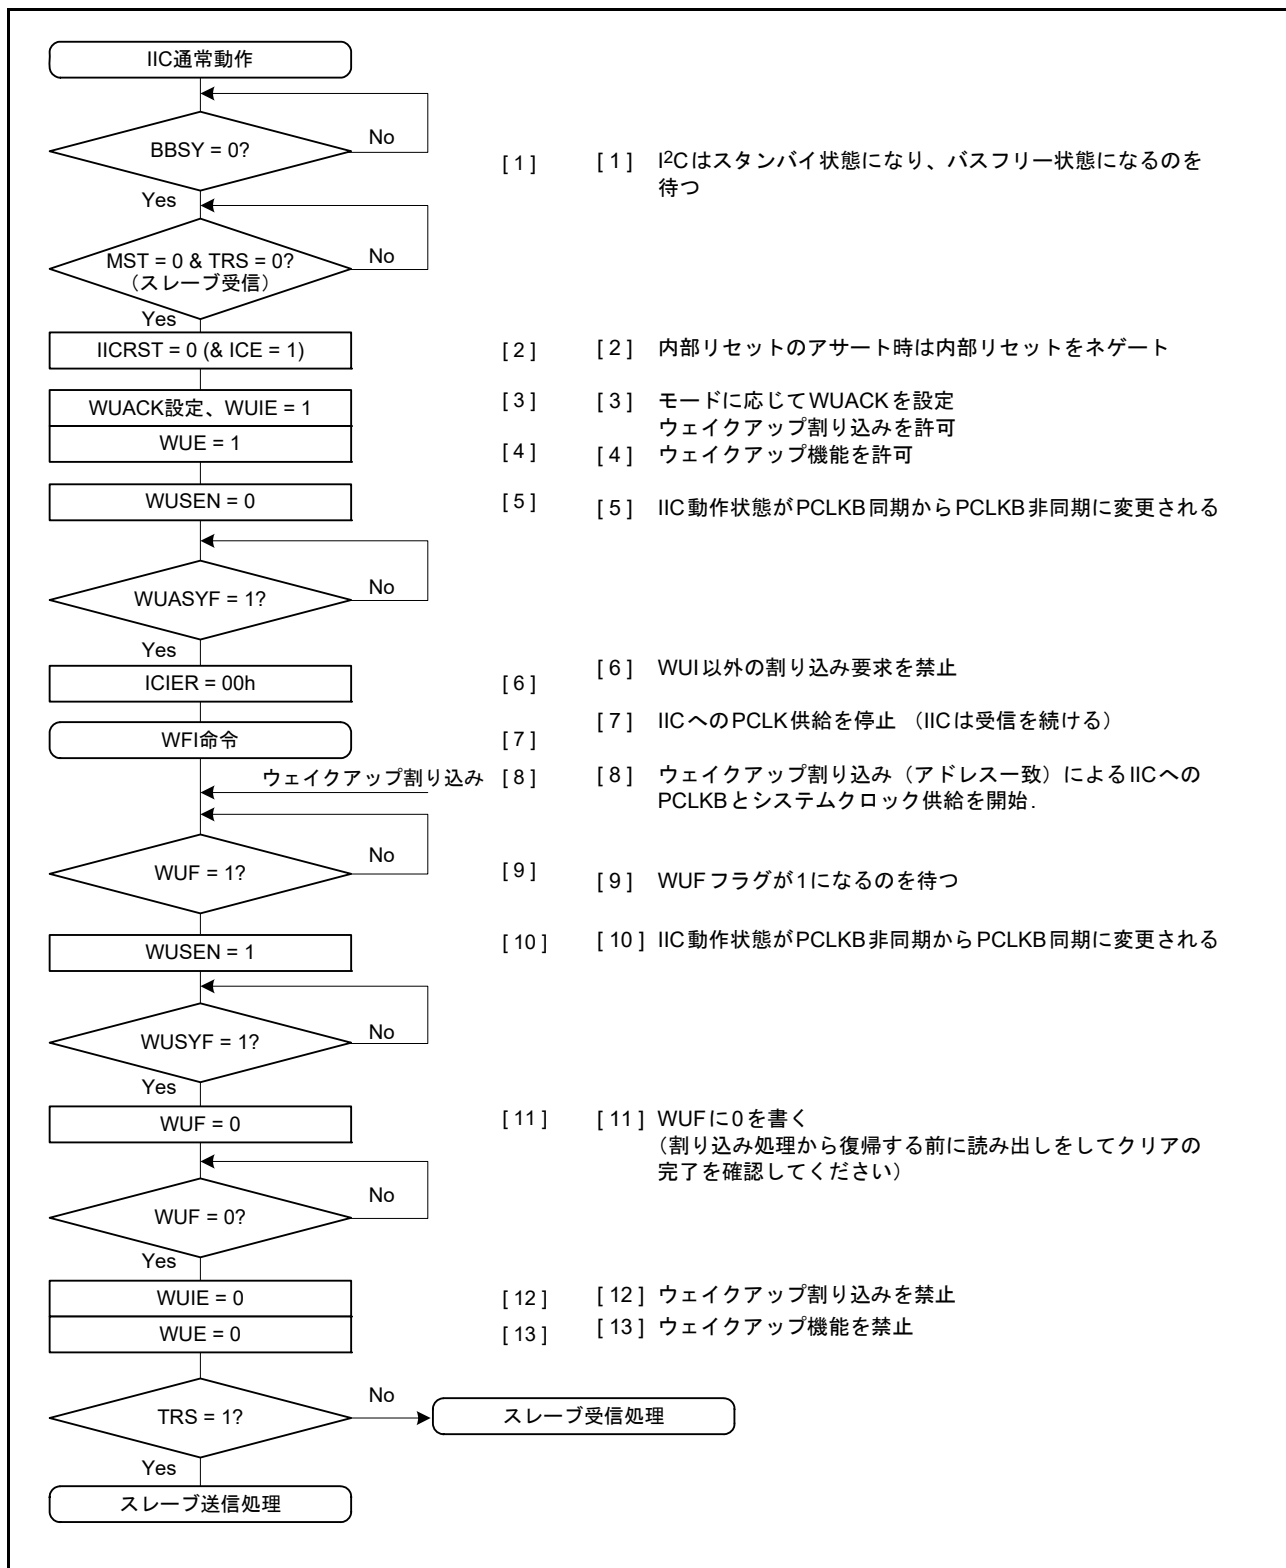 IIC通常動作
BBSY = 0?
No
[ 1 ]
[ 1 ] I2Cはスタンバイ状態になり、バスフリー状態になるのを
待つ
Yes
MST = 0 & TRS = 0?
(スレーブ受信)
No
Yes
IICRST = 0 (& ICE = 1)
[ 2 ]
[ 2 ] 内部リセットのアサート時は内部リセットをネゲート
WUACK設定、WUIE = 1
[ 3 ]
[ 3 ] モードに応じてWUACKを設定
ウェイクアップ割り込みを許可
WUE = 1
[ 4 ]
[ 4 ] ウェイクアップ機能を許可
WUSEN = 0
[ 5 ]
[ 5 ] IIC動作状態がPCLKB同期からPCLKB非同期に変更される
WUASYF = 1?
No
Yes
ICIER = 00h
[ 6 ]
[ 6 ] WUI以外の割り込み要求を禁止
WFI命令
[ 7 ]
[ 7 ] IICへのPCLK供給を停止 (IICは受信を続ける)
ウェイクアップ割り込み
[ 8 ]
[ 8 ] ウェイクアップ割り込み(アドレス一致)によるIICへの
PCLKBとシステムクロック供給を開始.
WUF = 1?
No
[ 9 ]
[ 9 ] WUFフラグが1になるのを待つ
WUSEN = 1
[ 10 ]
[ 10 ] IIC動作状態がPCLKB非同期からPCLKB同期に変更される
WUSYF = 1?
No
Yes
WUF = 0
[ 11 ]
[ 11 ] WUFに0を書く
(割り込み処理から復帰する前に読み出しをしてクリアの
完了を確認してください)
WUF = 0?
No
Yes
WUIE = 0
[ 12 ]
[ 12 ] ウェイクアップ割り込みを禁止
WUE = 0
[ 13 ]
[ 13 ] ウェイクアップ機能を禁止
TRS = 1?
No
スレーブ受信処理
Yes
スレーブ送信処理